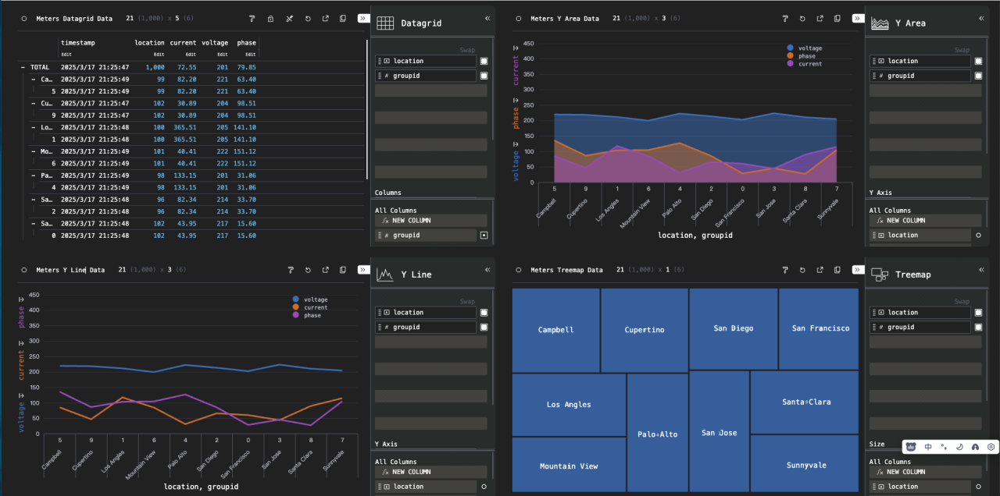 Meters Datagrid Data 21 (1,000) x 5 (6)
Datagrid
timestamp location current voltage phase
Edit Edit Edit Edit Edit
– TOTAL 2025/3/17 21:25:47 1,000 72.55 201 79.85
– Ca… 2025/3/17 21:25:49 99 82.20 221 63.40
5 2025/3/17 21:25:49 99 82.20 221 63.40
– Cu… 2025/3/17 21:25:49 102 30.89 204 98.51
9 2025/3/17 21:25:49 102 30.89 204 98.51
– Lo… 2025/3/17 21:25:48 100 365.51 205 141.10
1 2025/3/17 21:25:48 100 365.51 205 141.10
– Mo… 2025/3/17 21:25:49 101 40.41 222 151.12
6 2025/3/17 21:25:49 101 40.41 222 151.12
– Pa… 2025/3/17 21:25:49 98 133.15 201 31.06
4 2025/3/17 21:25:49 98 133.15 201 31.06
– Sa… 2025/3/17 21:25:48 96 82.34 214 33.70
2 2025/3/17 21:25:48 96 82.34 214 33.70
– Sa… 2025/3/17 21:25:48 102 43.95 217 15.60
0 2025/3/17 21:25:48 102 43.95 217 15.60
Swap
location
# groupid
Columns
All Columns
fx NEW COLUMN
# groupid
Meters Y Area Data 21 (1,000) x 3 (6)
Y Area
450
400
350
300
250
200
150
100
50
0
current
phase
voltage
voltage
phase
current
5 9 1 6 4 2 0 3 8 7
Campbell Cupertino Los Angles Mountain View Palo Alto San Diego San Francisco San Jose Santa Clara Sunnyvale
location, groupid
Swap
location
# groupid
Y Axis
All Columns
fx NEW COLUMN
location
Meters Y Line Data 21 (1,000) x 3 (6)
Y Line
450
400
350
300
250
200
150
100
50
0
phase
current
voltage
voltage
current
phase
5 9 1 6 4 2 0 3 8 7
Campbell Cupertino Los Angles Mountain View Palo Alto San Diego San Francisco San Jose Santa Clara Sunnyvale
location, groupid
Swap
location
# groupid
Y Axis
All Columns
fx NEW COLUMN
location
Meters Treemap Data 21 (1,000) x 1 (6)
Treemap
Campbell
Cupertino
San Diego
San Francisco
Los Angles
Palo Alto
San Jose
Santa Clara
Mountain View
Sunnyvale
Swap
location
# groupid
Size
中
All Columns
fx NEW COLUMN
location